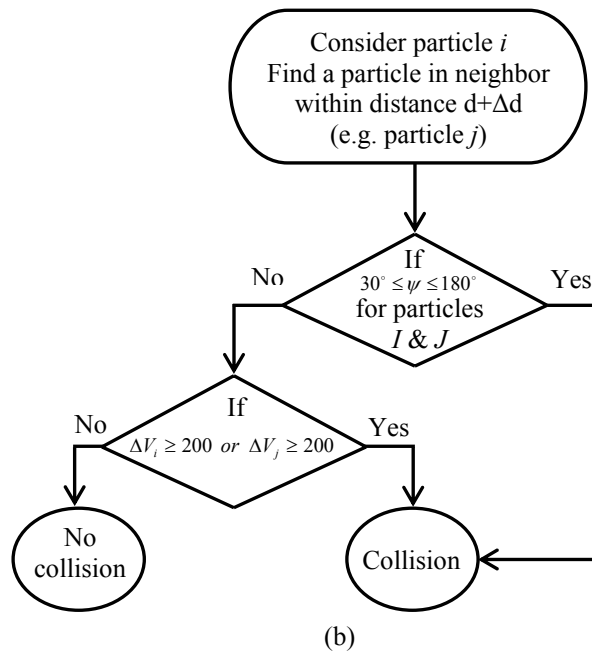 Consider particle i
Find a particle in neighbor
within distance d+Δd
(e.g. particle j)
If
No
Yes
30° ≤ ψ ≤ 180°
for particles
I & J
If
No
Yes
ΔV_i ≥ 200 or ΔV_j ≥ 200
No
collision
Collision
(b)